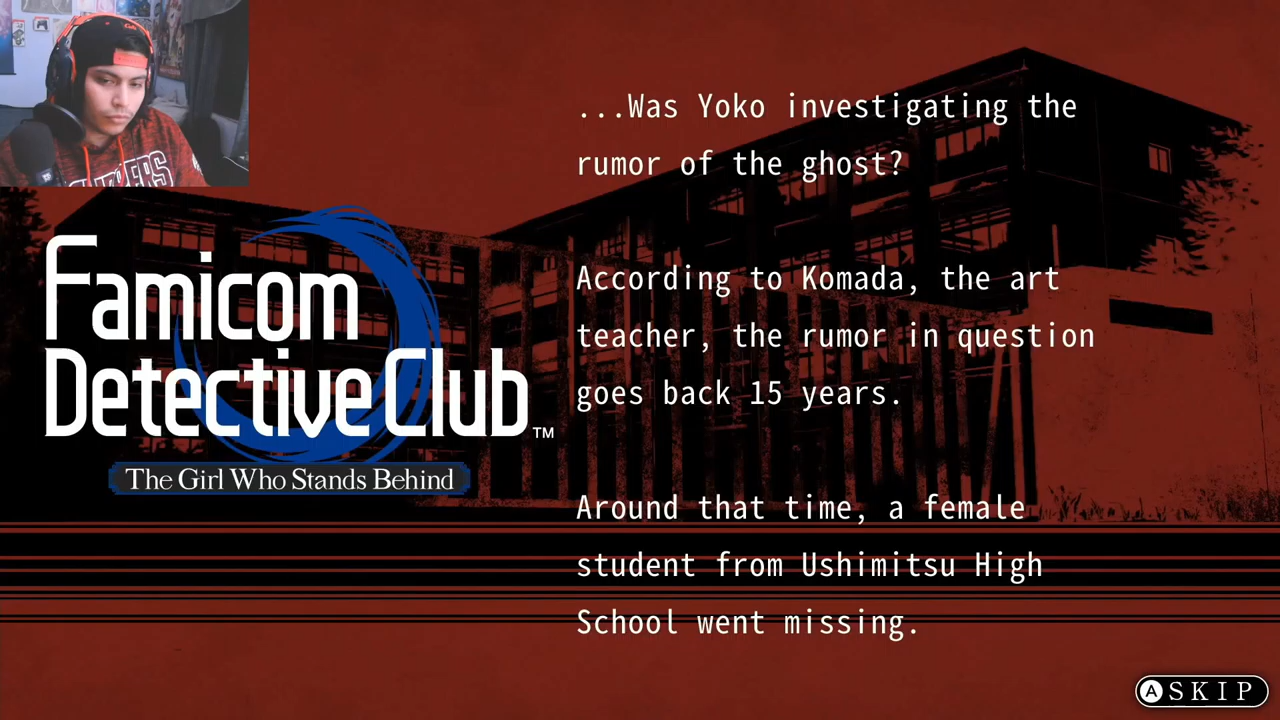 ...Was Yoko investigating the
rumor of the ghost?
According to Komada, the art
teacher, the rumor in question
goes back 15 years.
Around that time, a female
student from Ushimitsu High
School went missing.
Famicom
Detective Club™
The Girl Who Stands Behind
A SKIP